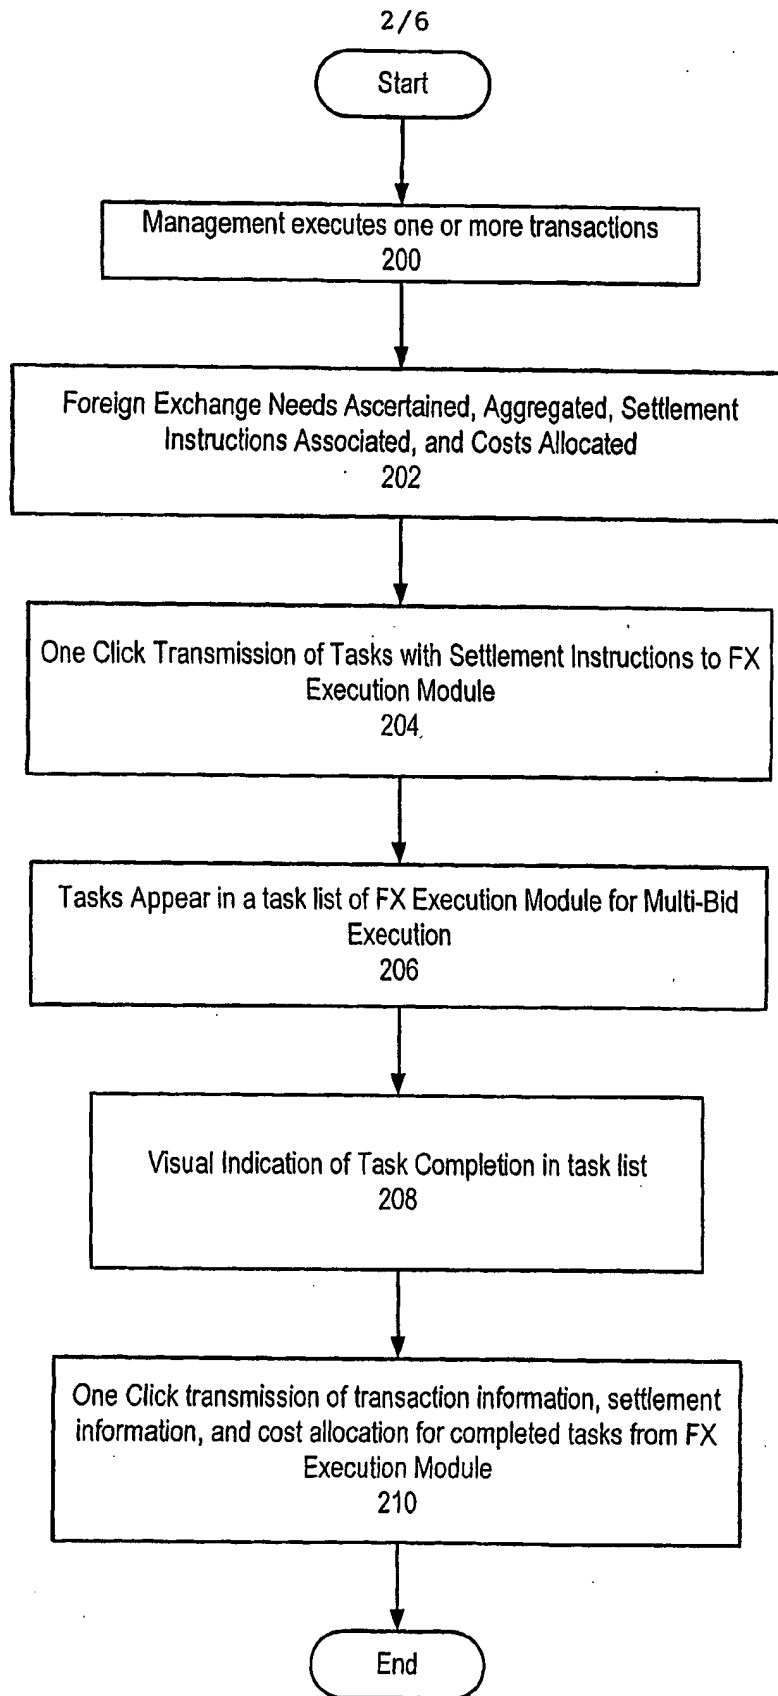 2/6
Start
Management executes one or more transactions
200
Foreign Exchange Needs Ascertained, Aggregated, Settlement
Instructions Associated, and Costs Allocated
202
One Click Transmission of Tasks with Settlement Instructions to FX
Execution Module
204
Tasks Appear in a task list of FX Execution Module for Multi-Bid
Execution
206
Visual Indication of Task Completion in task list
208
One Click transmission of transaction information, settlement
information, and cost allocation for completed tasks from FX
Execution Module
210
End